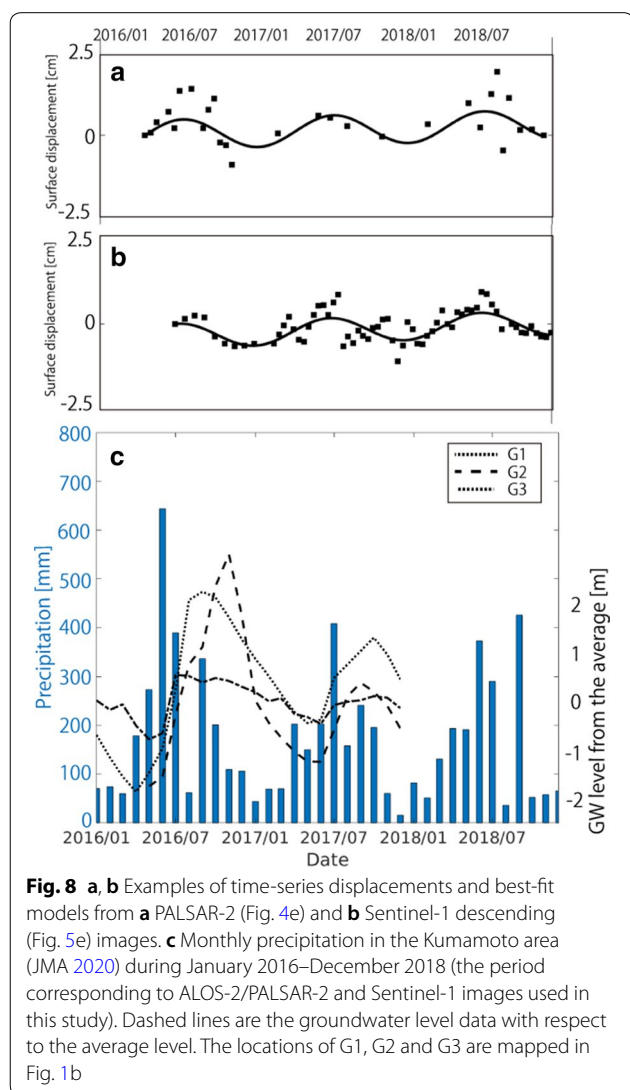 2016/01 2016/07 2017/01 2017/07 2018/01 2018/07
2.5
a
Surface displacement [cm]
0
-2.5
2.5
b
Surface displacement [cm]
0
-2.5
800
c
G1
G2
G3
700
600
500
400
300
200
100
0
Precipitation [mm]
2
1
0
-1
-2
GW level from the average [m]
2016/01 2016/07 2017/01 2017/07 2018/01 2018/07
Date
Fig. 8 a, b Examples of time-series displacements and best-fit
models from a PALSAR-2 (Fig. 4e) and b Sentinel-1 descending
(Fig. 5e) images. c Monthly precipitation in the Kumamoto area
(JMA 2020) during January 2016–December 2018 (the period
corresponding to ALOS-2/PALSAR-2 and Sentinel-1 images used in
this study). Dashed lines are the groundwater level data with respect
to the average level. The locations of G1, G2 and G3 are mapped in
Fig. 1b